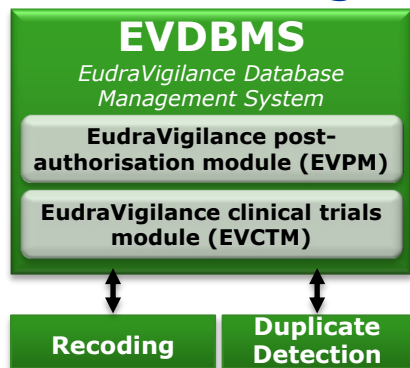 EVDBMS
EudraVigilance Database
Management System
EudraVigilance post-
authorisation module (EVPM)
EudraVigilance clinical trials
module (EVCTM)
Recoding
Duplicate
Detection